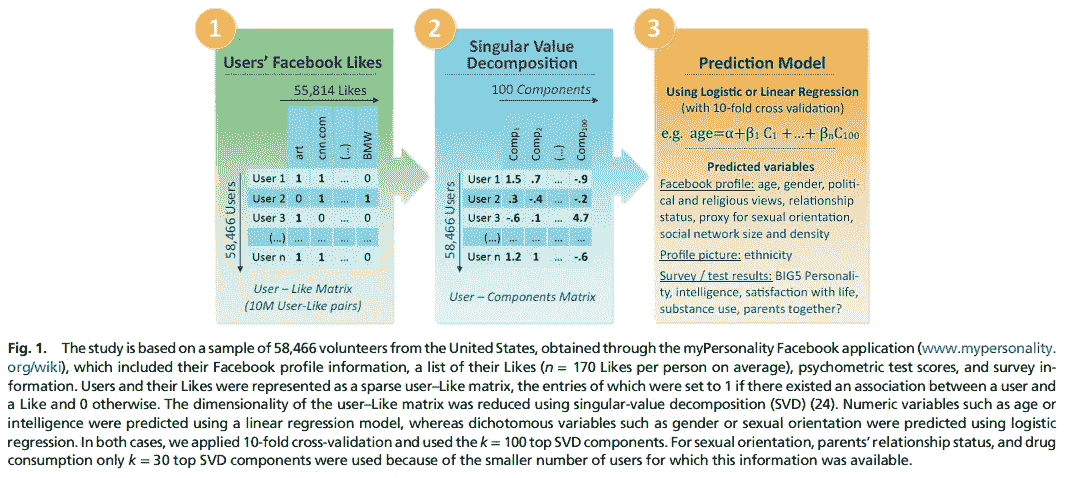 1
Users' Facebook Likes
55,814 Likes
art cnn.com (...) BMW
58,466 Users
User 1 1 1 ... 0
User 2 0 1 ... 1
User 3 1 0 ... 0
(...) ... ... ... ...
User n 1 1 ... 0
User – Like Matrix
(10M User-Like pairs)
2
Singular Value
Decomposition
100 Components
Comp1 Comp2 (...) Comp100
58,466 Users
User 1 1.5 .7 ... -.9
User 2 .3 -.4 ... -.2
User 3 -.6 .1 ... 4.7
(...) ... ... ... ...
User n 1.2 1 ... -.6
User – Components Matrix
3
Prediction Model
Using Logistic or Linear Regression
(with 10-fold cross validation)
e.g. age=α+β1 C1 +...+ βnC100
Predicted variables
Facebook profile: age, gender, politi-
cal and religious views, relationship
status, proxy for sexual orientation,
social network size and density
Profile picture: ethnicity
Survey / test results: BIG5 Personali-
ty, intelligence, satisfaction with life,
substance use, parents together?
Fig. 1. The study is based on a sample of 58,466 volunteers from the United States, obtained through the myPersonality Facebook application (www.mypersonality.
org/wiki), which included their Facebook profile information, a list of their Likes (n = 170 Likes per person on average), psychometric test scores, and survey in-
formation. Users and their Likes were represented as a sparse user–Like matrix, the entries of which were set to 1 if there existed an association between a user and
a Like and 0 otherwise. The dimensionality of the user–Like matrix was reduced using singular-value decomposition (SVD) (24). Numeric variables such as age or
intelligence were predicted using a linear regression model, whereas dichotomous variables such as gender or sexual orientation were predicted using logistic
regression. In both cases, we applied 10-fold cross-validation and used the k = 100 top SVD components. For sexual orientation, parents' relationship status, and drug
consumption only k = 30 top SVD components were used because of the smaller number of users for which this information was available.